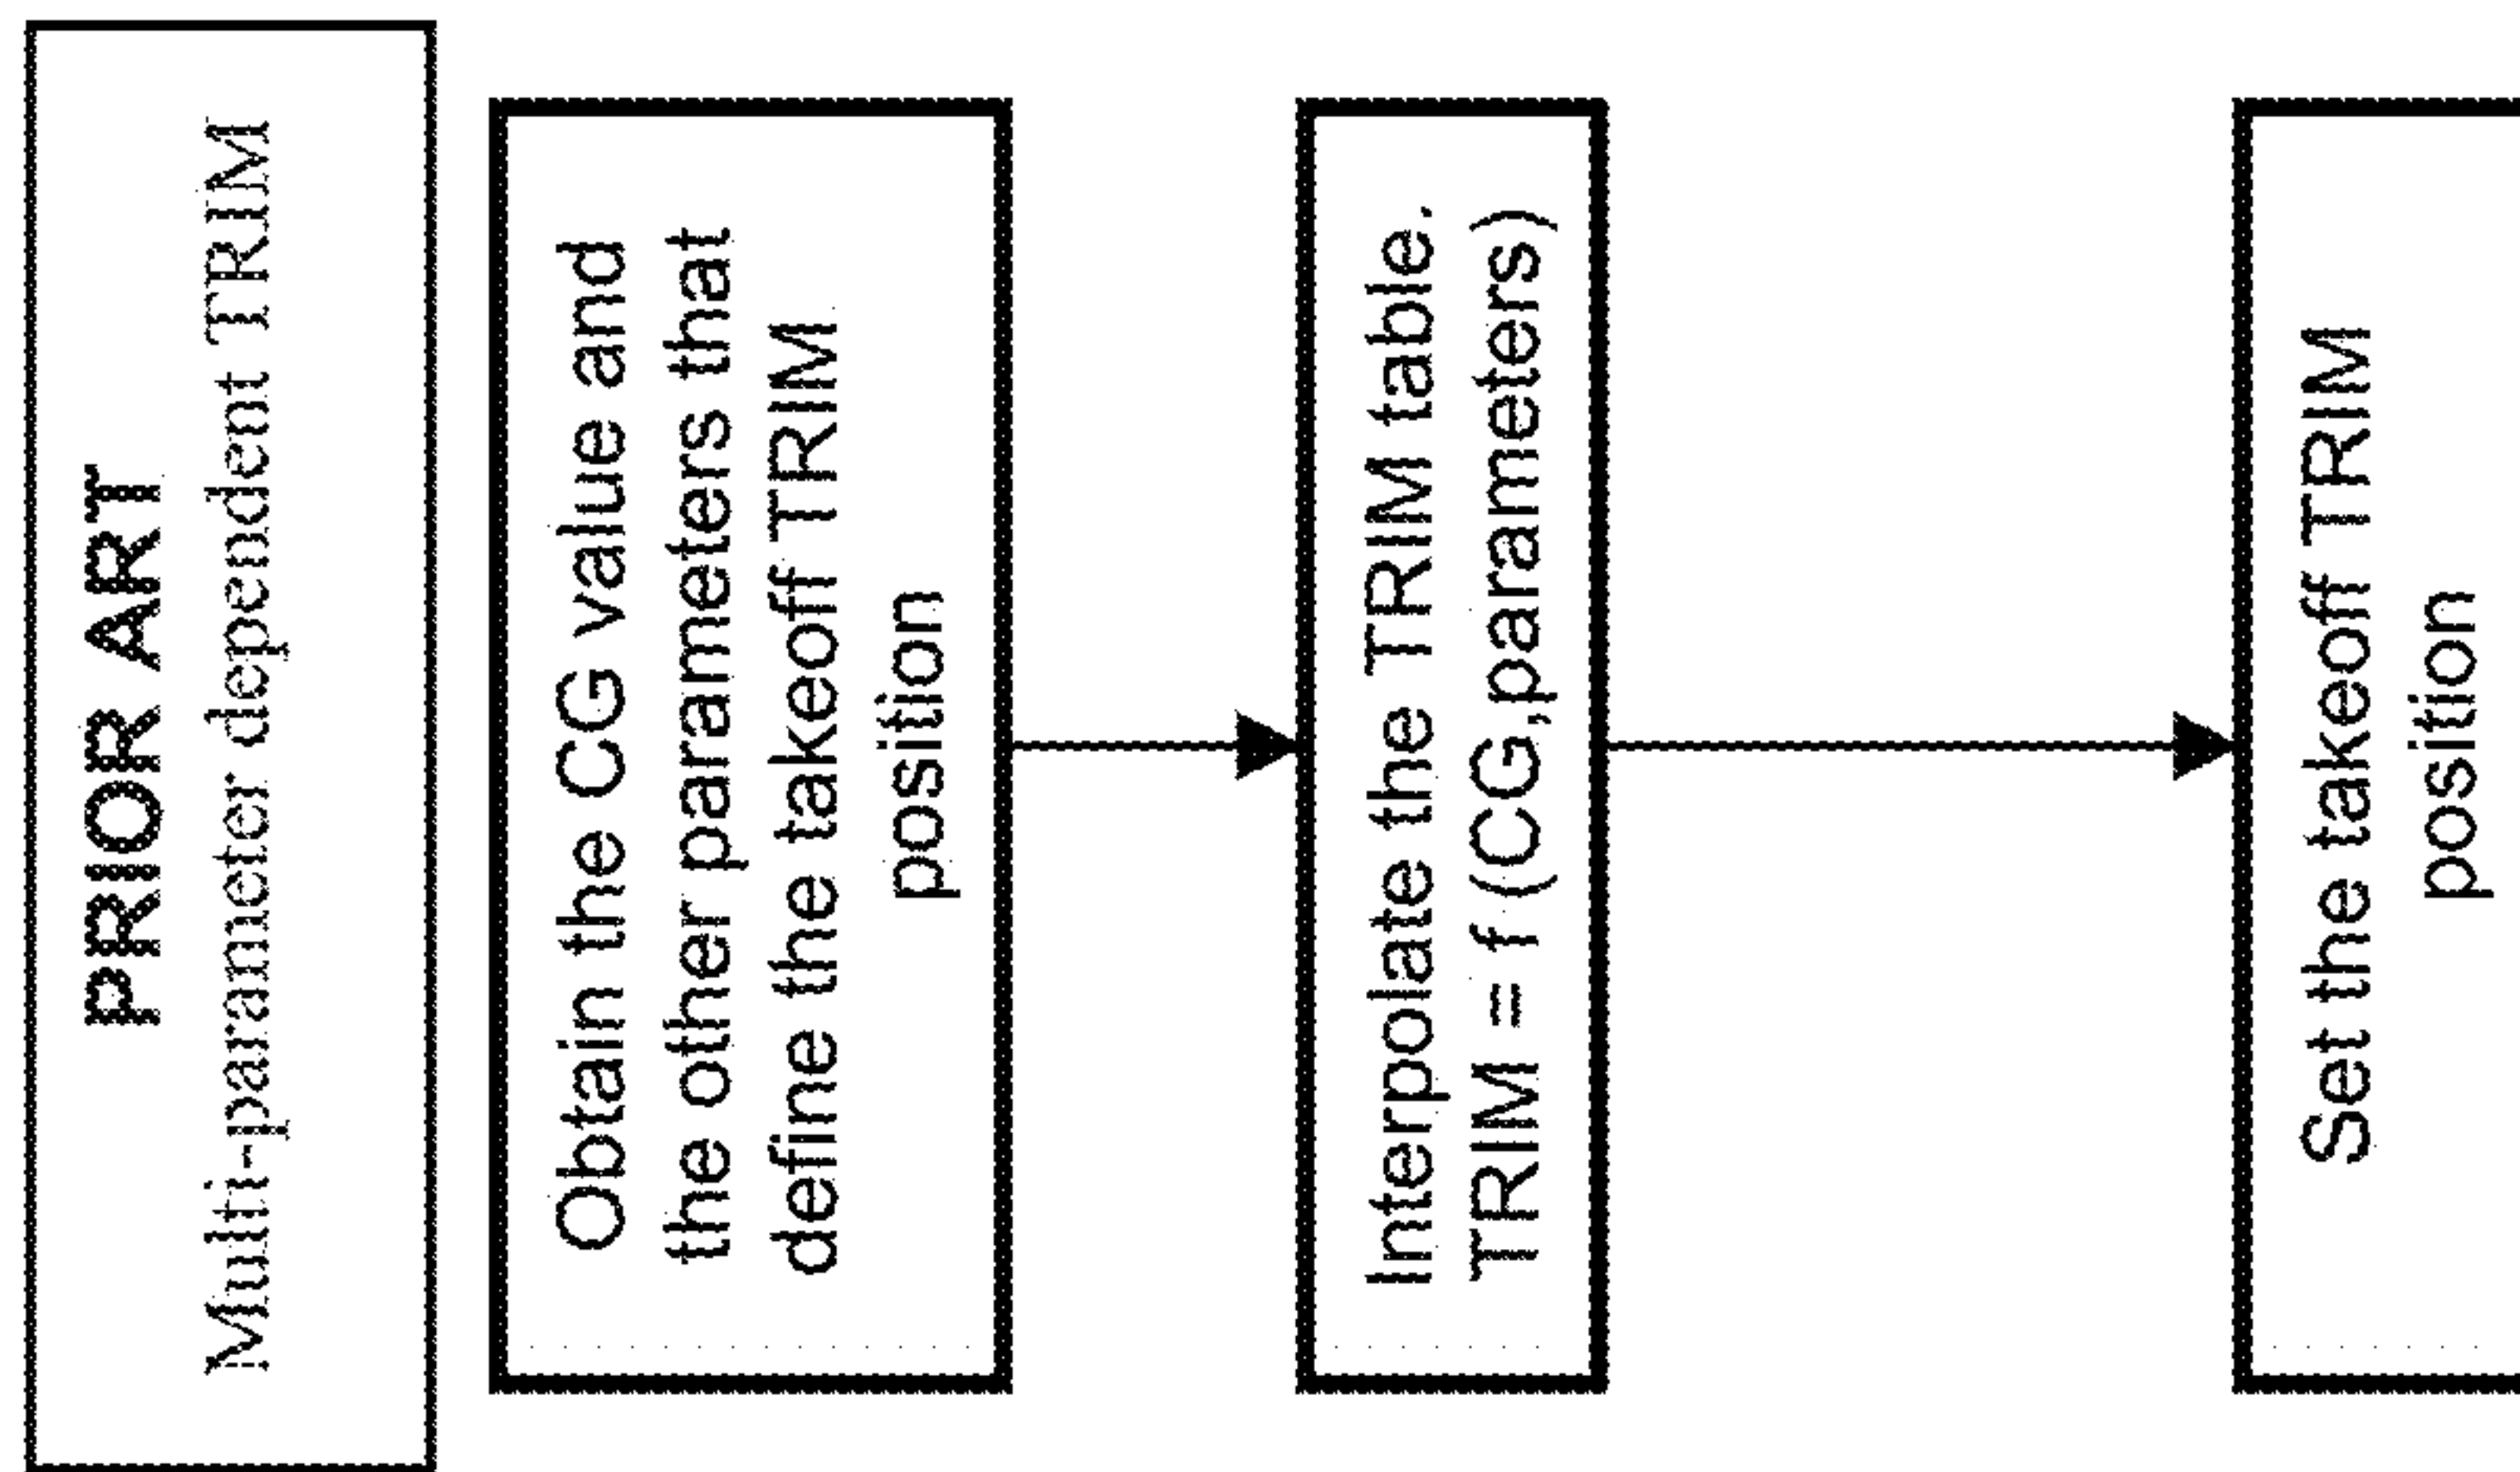 PRIOR ART
Multi-parameter dependent TRIM
Obtain the CG value and
the other parameters that
define the takeoff TRIM
position
Interpolate the TRIM table.
TRIM = f (CG,parameters)
Set the takeoff TRIM
position